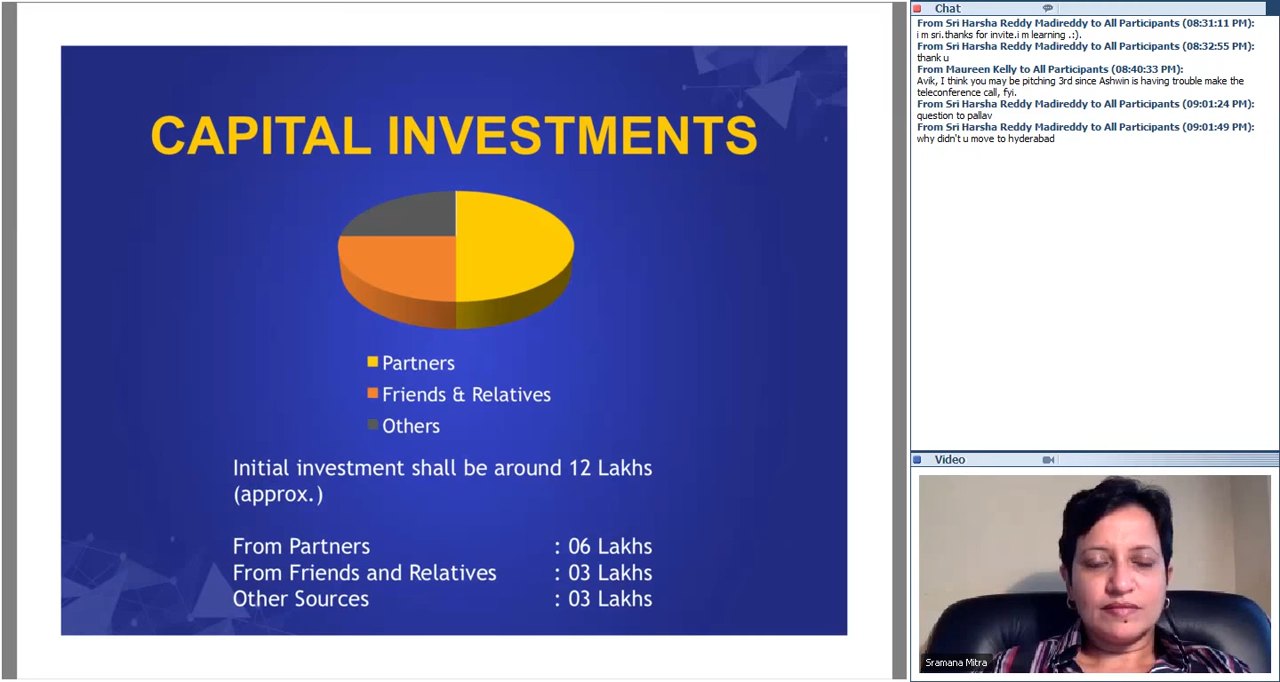 CAPITAL INVESTMENTS
Partners
Friends & Relatives
Others
Initial investment shall be around 12 Lakhs
(approx.)
From Partners : 06 Lakhs
From Friends and Relatives : 03 Lakhs
Other Sources : 03 Lakhs
Chat
From Sri Harsha Reddy Madireddy to All Participants (08:31:11 PM):
i m sri.thanks for invite.i m learning .:).
From Sri Harsha Reddy Madireddy to All Participants (08:32:55 PM):
thank u
From Maureen Kelly to All Participants (08:40:33 PM):
Avik, I think you may be pitching 3rd since Ashwin is having trouble make the
teleconference call, fyi.
From Sri Harsha Reddy Madireddy to All Participants (09:01:24 PM):
question to pallav
From Sri Harsha Reddy Madireddy to All Participants (09:01:49 PM):
why didn't u move to hyderabad
Video
Sramana Mitra